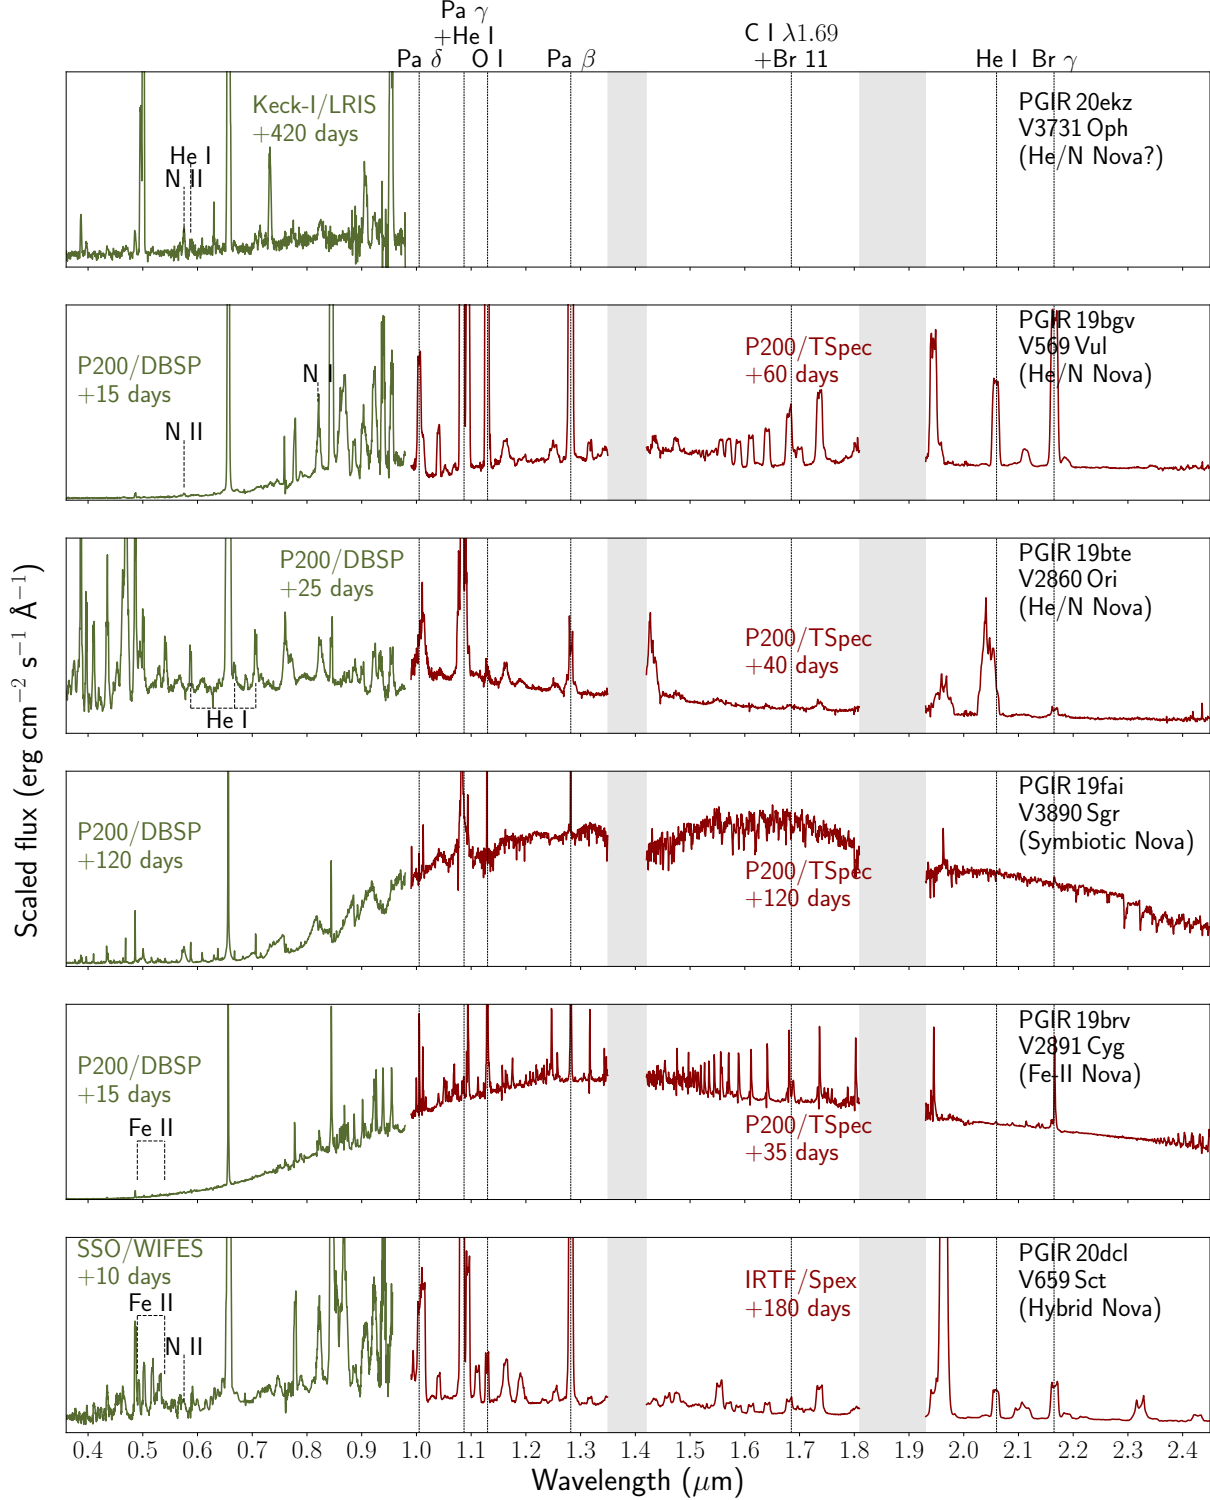 Pa γ
+He I
Pa δ
O I
Pa β
C I λ1.69
+Br 11
He I
Br γ
Keck-I/LRIS
+420 days
He I
N II
PGIR 20ekz
V3731 Oph
(He/N Nova?)
P200/DBSP
+15 days
N II
N I
P200/TSpec
+60 days
PGIR 19bgv
V569 Vul
(He/N Nova)
P200/DBSP
+25 days
He I
P200/TSpec
+40 days
PGIR 19bte
V2860 Ori
(He/N Nova)
P200/DBSP
+120 days
P200/TSpec
+120 days
PGIR 19fai
V3890 Sgr
(Symbiotic Nova)
P200/DBSP
+15 days
Fe II
P200/TSpec
+35 days
PGIR 19brv
V2891 Cyg
(Fe-II Nova)
SSO/WIFES
+10 days
Fe II
N II
IRTF/Spex
+180 days
PGIR 20dcl
V659 Sct
(Hybrid Nova)
0.4 0.5 0.6 0.7 0.8 0.9 1.0 1.1 1.2 1.3 1.4 1.5 1.6 1.7 1.8 1.9 2.0 2.1 2.2 2.3 2.4
Wavelength (μm)
Scaled flux (erg cm⁻² s⁻¹ Å⁻¹)